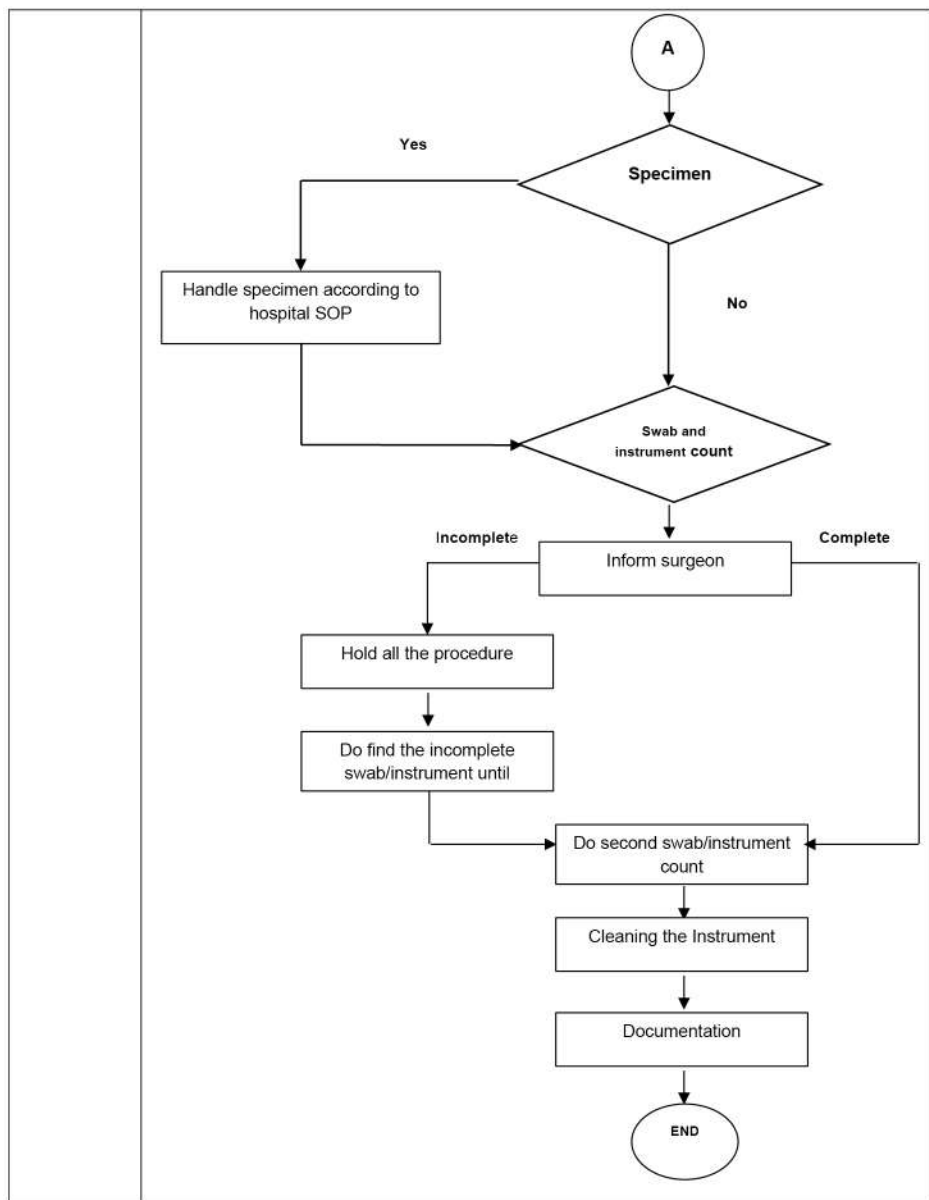 A
Yes
Specimen
Handle specimen according to
hospital SOP
No
Swab and
instrument count
Incomplete
Complete
Inform surgeon
Hold all the procedure
Do find the incomplete
swab/instrument until
Do second swab/instrument
count
Cleaning the Instrument
Documentation
END